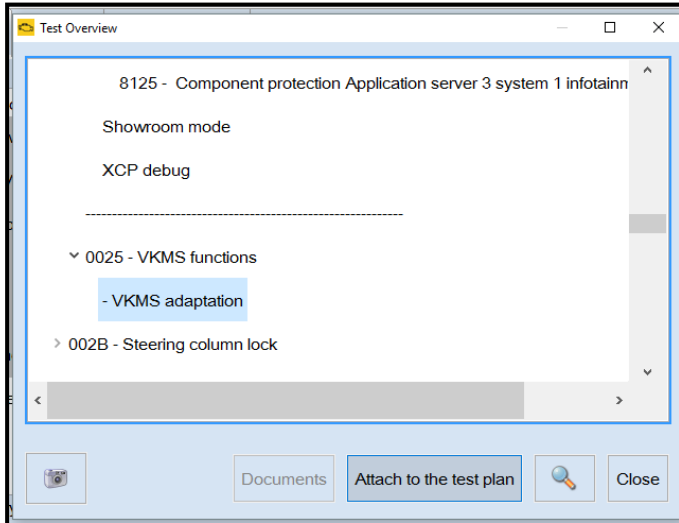 Test Overview
8125 - Component protection Application server 3 system 1 infotainm
Showroom mode
XCP debug
------------------------------------------------------------
0025 - VKMS functions
- VKMS adaptation
002B - Steering column lock
Documents
Attach to the test plan
Close